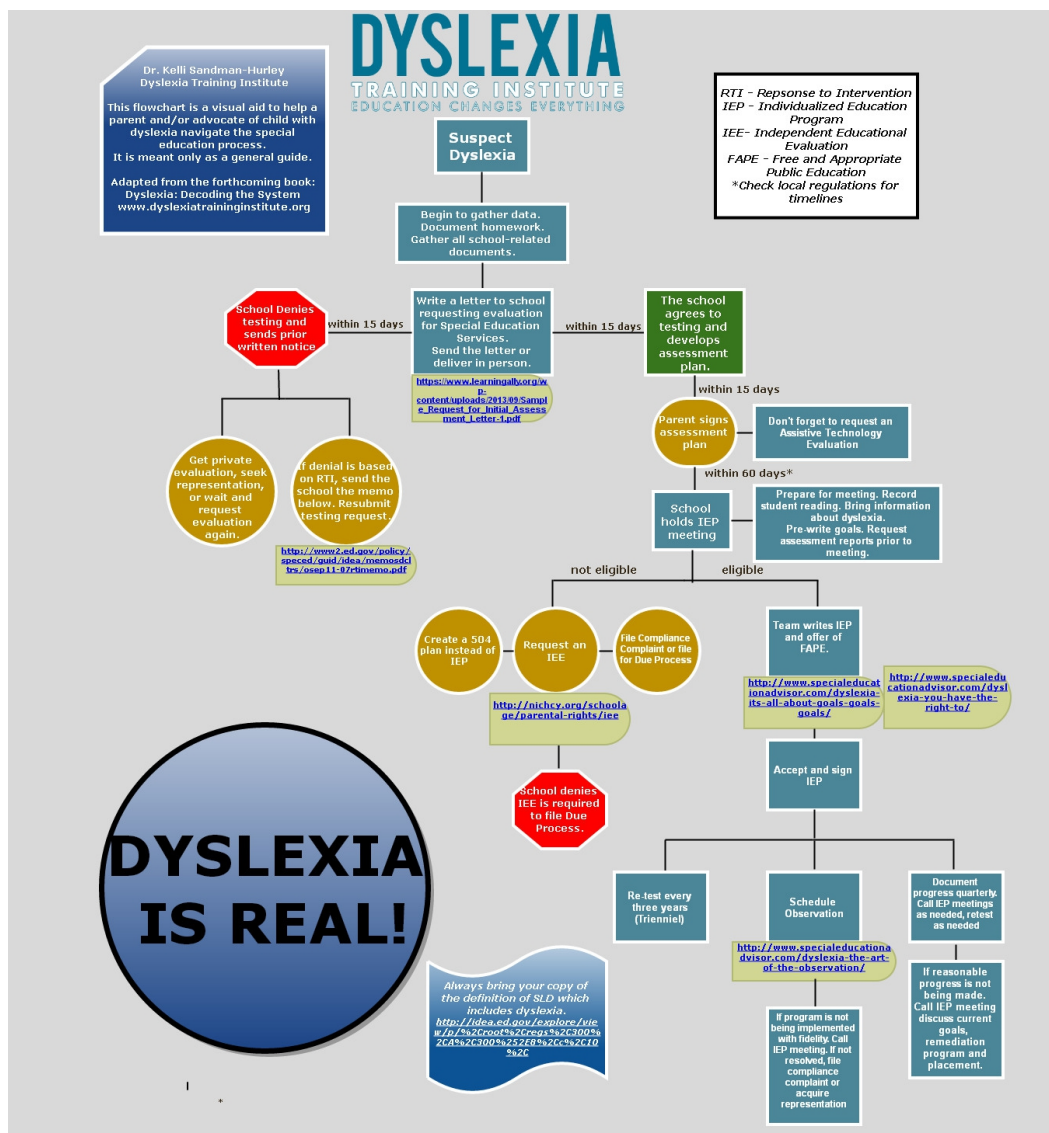 DYSLEXIA
TRAINING INSTITUTE
EDUCATION CHANGES EVERYTHING
Dr. Kelli Sandman-Hurley
Dyslexia Training Institute
This flowchart is a visual aid to help a
parent and/or advocate of child with
dyslexia navigate the special
education process.
It is meant only as a general guide.
Adapted from the forthcoming book:
Dyslexia: Decoding the System
www.dyslexiatraininginstitute.org
RTI - Repsonse to Intervention
IEP - Individualized Education
Program
IEE- Independent Educational
Evaluation
FAPE - Free and Appropriate
Public Education
*Check local regulations for
timelines
Suspect
Dyslexia
Begin to gather data.
Document homework.
Gather all school-related
documents.
School Denies
testing and
sends prior
written notice
within 15 days
Write a letter to school
requesting evaluation
for Special Education
Services.
Send the letter or
deliver in person.
https://www.learningally.org/w
p-
content/uploads/2013/09/Sampl
e_Request_for_Initial_Assess
ment_Letter-1.pdf
within 15 days
The school
agrees to
testing and
develops
assessment
plan.
within 15 days
Parent signs
assessment
plan
Don't forget to request an
Assistive Technology
Evaluation
within 60 days*
Get private
evaluation, seek
representation,
or wait and
request
evaluation
again.
If denial is based
on RTI, send the
school the memo
below. Resubmit
testing request.
http://www2.ed.gov/policy/
speced/guid/idea/memosdcl
trs/osep11-07rtimemo.pdf
School
holds IEP
meeting
Prepare for meeting. Record
student reading. Bring information
about dyslexia.
Pre-write goals. Request
assessment reports prior to
meeting.
not eligible
eligible
Create a 504
plan instead of
IEP
Request an
IEE
File Compliance
Complaint or file
for Due Process
http://nichcy.org/schoola
ge/parental-rights/iee
School denies
IEE is required
to file Due
Process.
Team writes IEP
and offer of
FAPE.
http://www.specialeducat
ionadvisor.com/dyslexia-
its-all-about-goals-goals-
goals/
http://www.specialedu
cationadvisor.com/dysl
exia-you-have-the-
right-to/
Accept and sign
IEP
Re-test every
three years
(Trienniel)
Schedule
Observation
http://www.specialeducationa
dvisor.com/dyslexia-the-art-
of-the-observation/
If program is not
being implemented
with fidelity. Call
IEP meeting. If not
resolved, file
compliance
complaint or
acquire
representation
Document
progress quarterly.
Call IEP meetings
as needed, retest
as needed
If reasonable
progress is not
being made.
Call IEP meeting
discuss current
goals,
remediation
program and
placement.
DYSLEXIA
IS REAL!
Always bring your copy of
the definition of SLD which
includes dyslexia.
http://idea.ed.gov/explore/vie
w/p/%2Croot%2Cregs%2C300%
2CA%2C300%252E8%2Cc%2C10
%2C
I
*